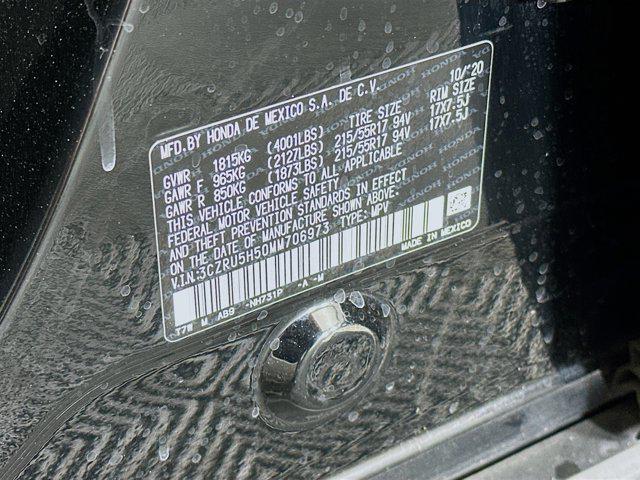 MFD. BY HONDA DE MEXICO S.A. DE C.V. 10/'20
GVWR 1815KG (4001LBS) TIRE SIZE RIM SIZE
GAWR F 965KG (2127LBS) 215/55R17 94V 17X7.5J
GAWR R 850KG (1873LBS) 215/55R17 94V 17X7.5J
THIS VEHICLE CONFORMS TO ALL APPLICABLE
FEDERAL MOTOR VEHICLE SAFETY
AND THEFT PREVENTION STANDARDS IN EFFECT
ON THE DATE OF MANUFACTURE SHOWN ABOVE.
V.I.N:3CZRU5H50MM706973 TYPE: MPV
T7W M AB9 -NH731P -A -M MADE IN MEXICO